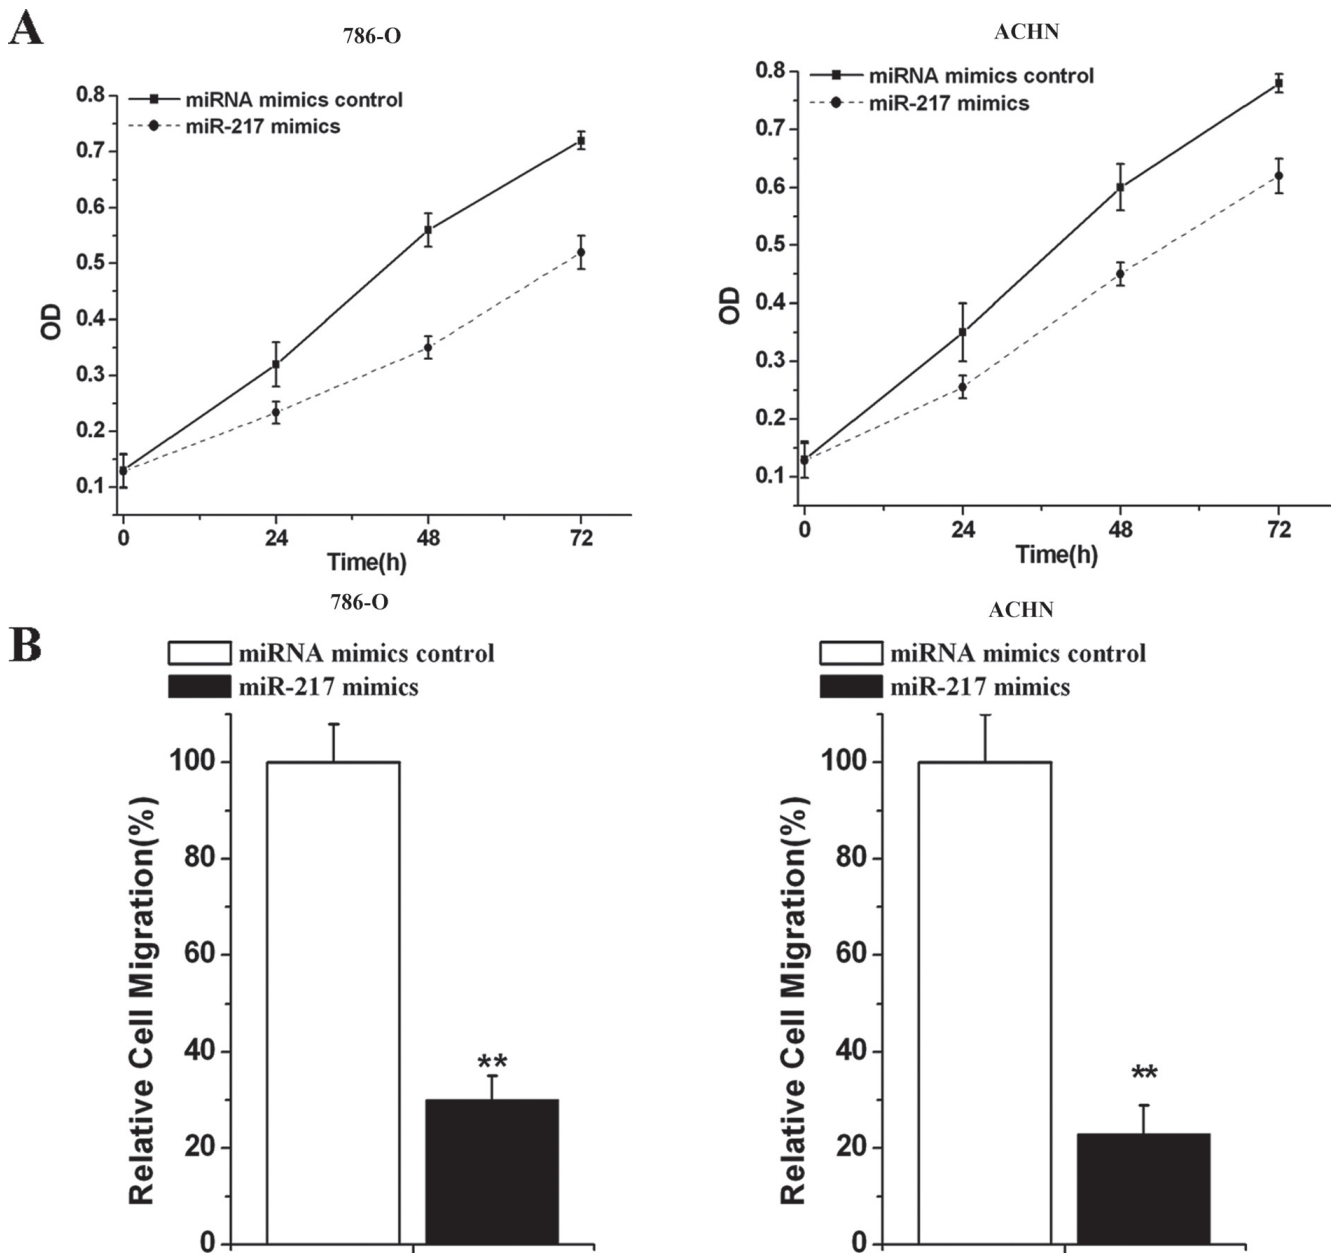 A
786-O
miRNA mimics control
miR-217 mimics
0.8
0.7
0.6
0.5
0.4
0.3
0.2
0.1
OD
0 24 48 72
Time(h)
ACHN
miRNA mimics control
miR-217 mimics
0.8
0.7
0.6
0.5
0.4
0.3
0.2
0.1
OD
0 24 48 72
Time(h)
B
786-O
miRNA mimics control
miR-217 mimics
100
80
60
40
20
0
Relative Cell Migration(%)
**
ACHN
miRNA mimics control
miR-217 mimics
100
80
60
40
20
0
Relative Cell Migration(%)
**